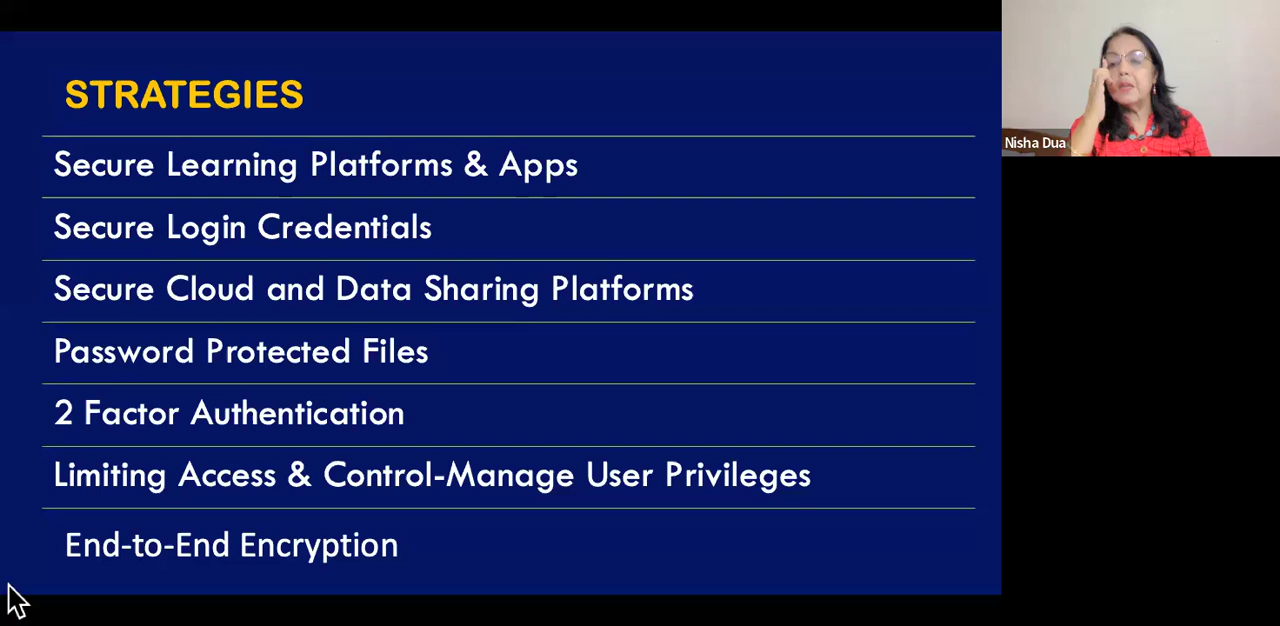 STRATEGIES
Secure Learning Platforms & Apps
Secure Login Credentials
Secure Cloud and Data Sharing Platforms
Password Protected Files
2 Factor Authentication
Limiting Access & Control-Manage User Privileges
End-to-End Encryption
Nisha Dua